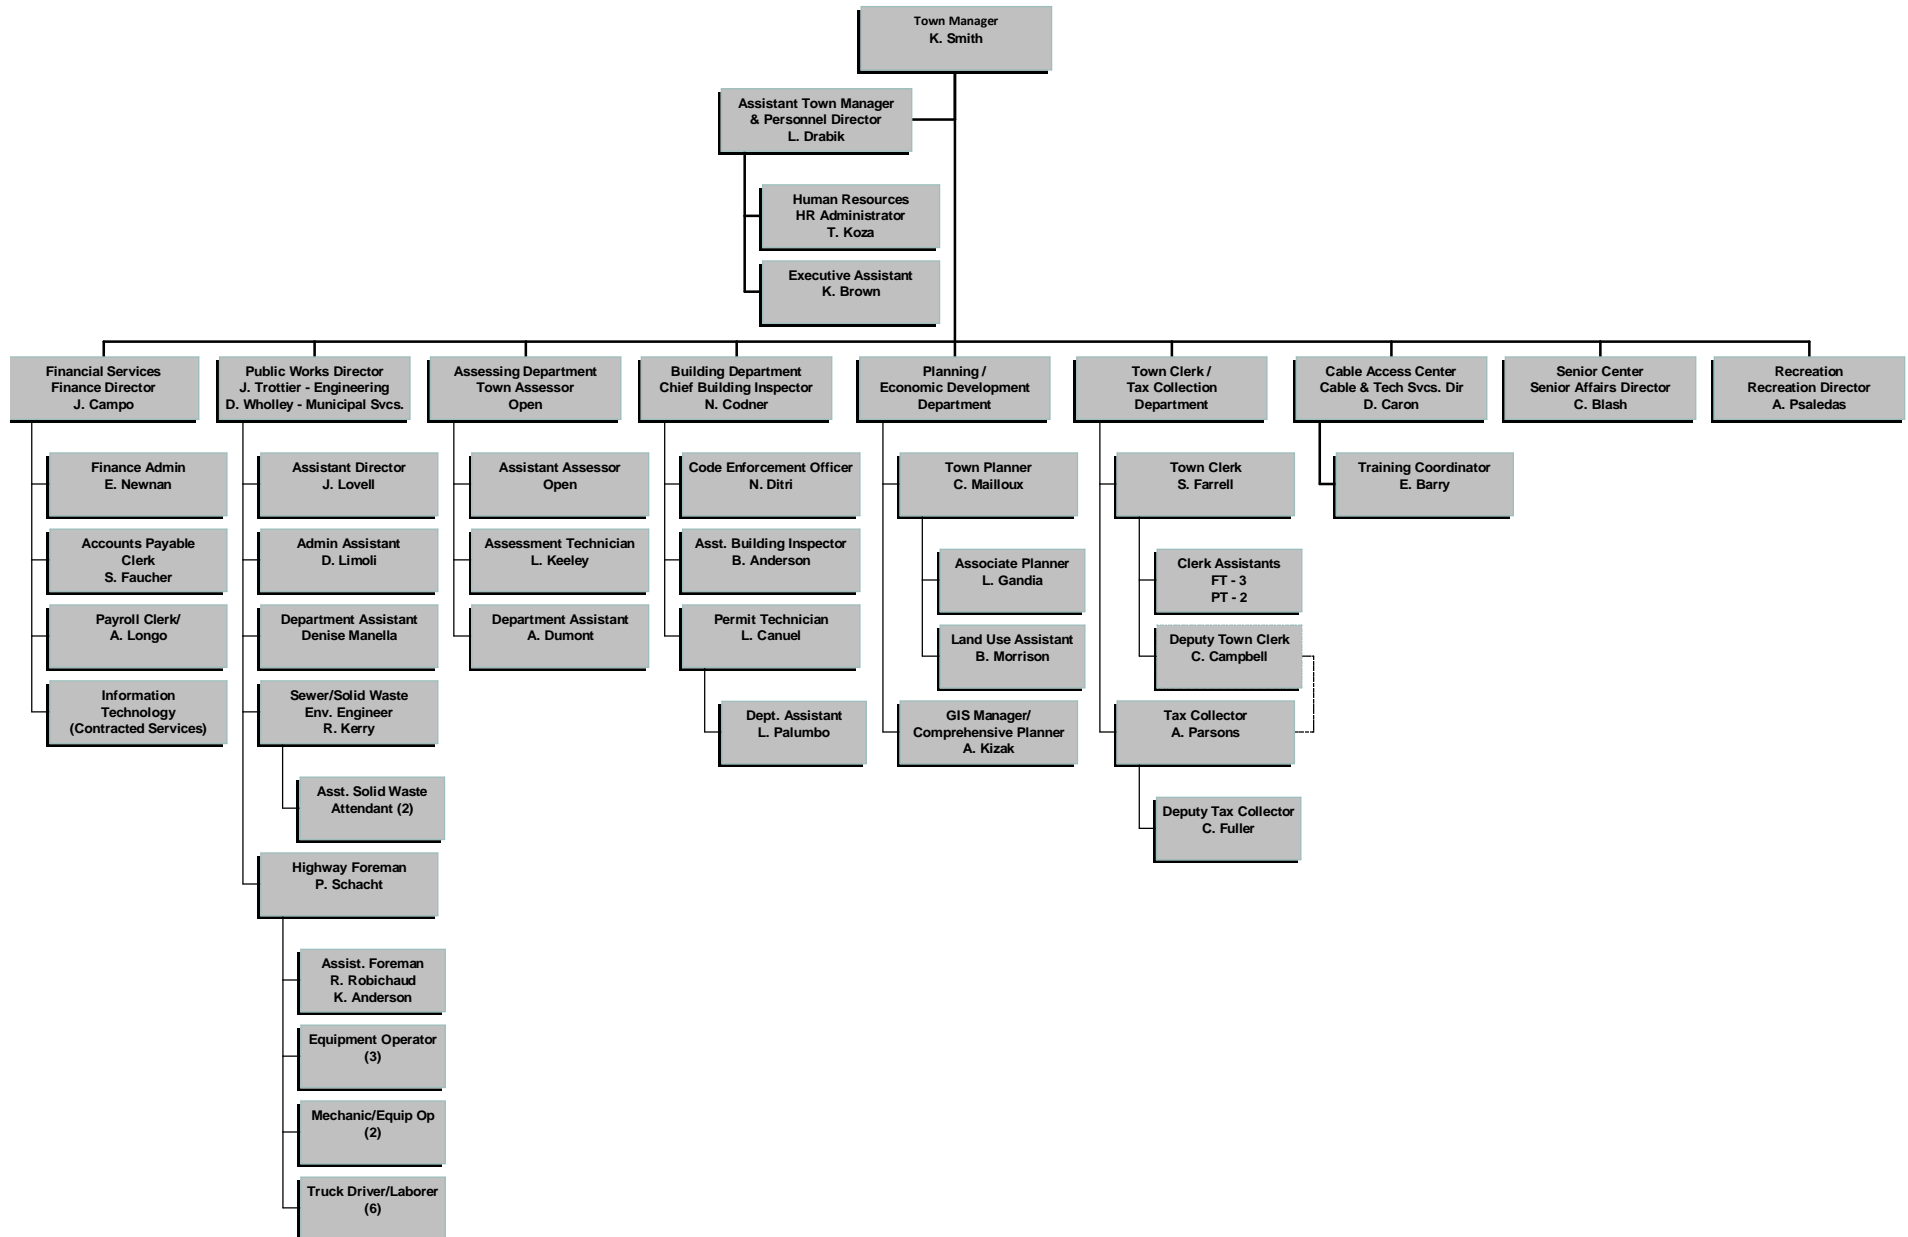 Town Manager
K. Smith
Assistant Town Manager
& Personnel Director
L. Drabik
Human Resources
HR Administrator
T. Koza
Executive Assistant
K. Brown
Financial Services
Finance Director
J. Campo
Finance Admin
E. Newnan
Accounts Payable
Clerk
S. Faucher
Payroll Clerk/
A. Longo
Information
Technology
(Contracted Services)
Public Works Director
J. Trottier - Engineering
D. Wholley - Municipal Svcs.
Assistant Director
J. Lovell
Admin Assistant
D. Limoli
Department Assistant
Denise Manella
Sewer/Solid Waste
Env. Engineer
R. Kerry
Asst. Solid Waste
Attendant (2)
Highway Foreman
P. Schacht
Assist. Foreman
R. Robichaud
K. Anderson
Equipment Operator
(3)
Mechanic/Equip Op
(2)
Truck Driver/Laborer
(6)
Assessing Department
Town Assessor
Open
Assistant Assessor
Open
Assessment Technician
L. Keeley
Department Assistant
A. Dumont
Building Department
Chief Building Inspector
N. Codner
Code Enforcement Officer
N. Ditri
Asst. Building Inspector
B. Anderson
Permit Technician
L. Canuel
Dept. Assistant
L. Palumbo
Planning /
Economic Development
Department
Town Planner
C. Mailloux
Associate Planner
L. Gandia
Land Use Assistant
B. Morrison
GIS Manager/
Comprehensive Planner
A. Kizak
Town Clerk /
Tax Collection
Department
Town Clerk
S. Farrell
Clerk Assistants
FT - 3
PT - 2
Deputy Town Clerk
C. Campbell
Tax Collector
A. Parsons
Deputy Tax Collector
C. Fuller
Cable Access Center
Cable & Tech Svcs. Dir
D. Caron
Training Coordinator
E. Barry
Senior Center
Senior Affairs Director
C. Blash
Recreation
Recreation Director
A. Psaledas